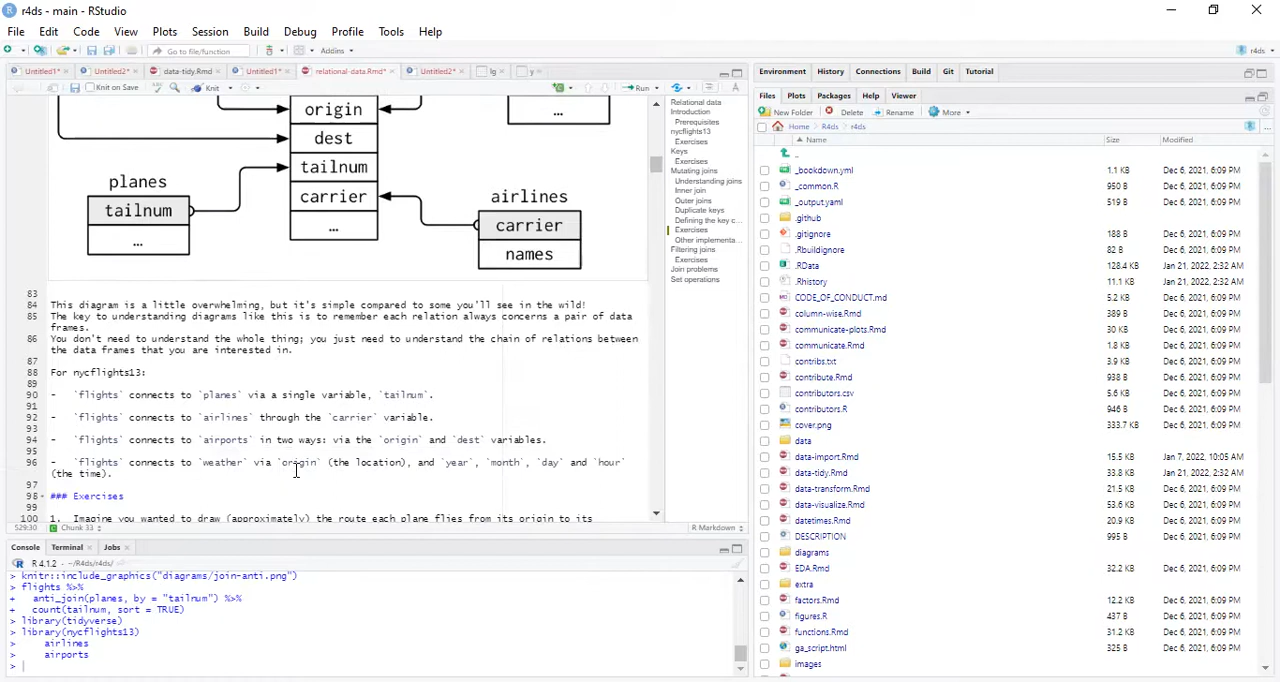 r4ds - main - RStudio
File Edit Code View Plots Session Build Debug Profile Tools Help
Go to file/function Addins r4ds
Untitled1* Untitled2* data-tidy.Rmd Untitled1* relational-data.Rmd* Untitled2* lg y
Knit on Save Knit Run
origin
...
dest
tailnum
planes
carrier
airlines
tailnum
carrier
...
...
names
83
84 This diagram is a little overwhelming, but it's simple compared to some you'll see in the wild!
85 The key to understanding diagrams like this is to remember each relation always concerns a pair of data
frames.
86 You don't need to understand the whole thing; you just need to understand the chain of relations between
the data frames that you are interested in.
87
88 For nycflights13:
89
90 - `flights` connects to `planes` via a single variable, `tailnum`.
91
92 - `flights` connects to `airlines` through the `carrier` variable.
93
94 - `flights` connects to `airports` in two ways: via the `origin` and `dest` variables.
95
96 - `flights` connects to `weather` via `origin` (the location), and `year`, `month`, `day` and `hour`
(the time).
97
98 ### Exercises
99
100 1. Imagine you wanted to draw (approximately) the route each plane flies from its origin to its
529:30 Chunk 33 R Markdown
Relational data
Introduction
Prerequisites
nycflights13
Exercises
Keys
Exercises
Mutating joins
Understanding joins
Inner join
Outer joins
Duplicate keys
Defining the key c...
Exercises
Other implementa...
Filtering joins
Exercises
Join problems
Set operations
Console Terminal Jobs
R 4.1.2 · ~/R4ds/r4ds/
> knitr::include_graphics("diagrams/join-anti.png")
> flights %>%
+ anti_join(planes, by = "tailnum") %>%
+ count(tailnum, sort = TRUE)
> library(tidyverse)
> library(nycflights13)
> airlines
> airports
>
Environment History Connections Build Git Tutorial
Files Plots Packages Help Viewer
New Folder Delete Rename More
Home R4ds r4ds
Name Size Modified
..
_bookdown.yml 1.1 KB Dec 6, 2021, 6:09 PM
_common.R 950 B Dec 6, 2021, 6:09 PM
_output.yaml 519 B Dec 6, 2021, 6:09 PM
.github
.gitignore 188 B Dec 6, 2021, 6:09 PM
.Rbuildignore 82 B Dec 6, 2021, 6:09 PM
.RData 128.4 KB Jan 21, 2022, 2:32 AM
.Rhistory 11.1 KB Jan 21, 2022, 2:32 AM
CODE_OF_CONDUCT.md 5.2 KB Dec 6, 2021, 6:09 PM
column-wise.Rmd 389 B Dec 6, 2021, 6:09 PM
communicate-plots.Rmd 30 KB Dec 6, 2021, 6:09 PM
communicate.Rmd 1.8 KB Dec 6, 2021, 6:09 PM
contribs.txt 3.9 KB Dec 6, 2021, 6:09 PM
contribute.Rmd 938 B Dec 6, 2021, 6:09 PM
contributors.csv 5.6 KB Dec 6, 2021, 6:09 PM
contributors.R 946 B Dec 6, 2021, 6:09 PM
cover.png 333.7 KB Dec 6, 2021, 6:09 PM
data
data-import.Rmd 15.5 KB Jan 7, 2022, 10:05 AM
data-tidy.Rmd 33.8 KB Jan 21, 2022, 2:32 AM
data-transform.Rmd 21.5 KB Dec 6, 2021, 6:09 PM
data-visualize.Rmd 53.6 KB Dec 6, 2021, 6:09 PM
datetimes.Rmd 20.9 KB Dec 6, 2021, 6:09 PM
DESCRIPTION 995 B Dec 6, 2021, 6:09 PM
diagrams
EDA.Rmd 32.2 KB Dec 6, 2021, 6:09 PM
extra
factors.Rmd 12.2 KB Dec 6, 2021, 6:09 PM
figures.R 437 B Dec 6, 2021, 6:09 PM
functions.Rmd 31.2 KB Dec 6, 2021, 6:09 PM
ga_script.html 325 B Dec 6, 2021, 6:09 PM
images